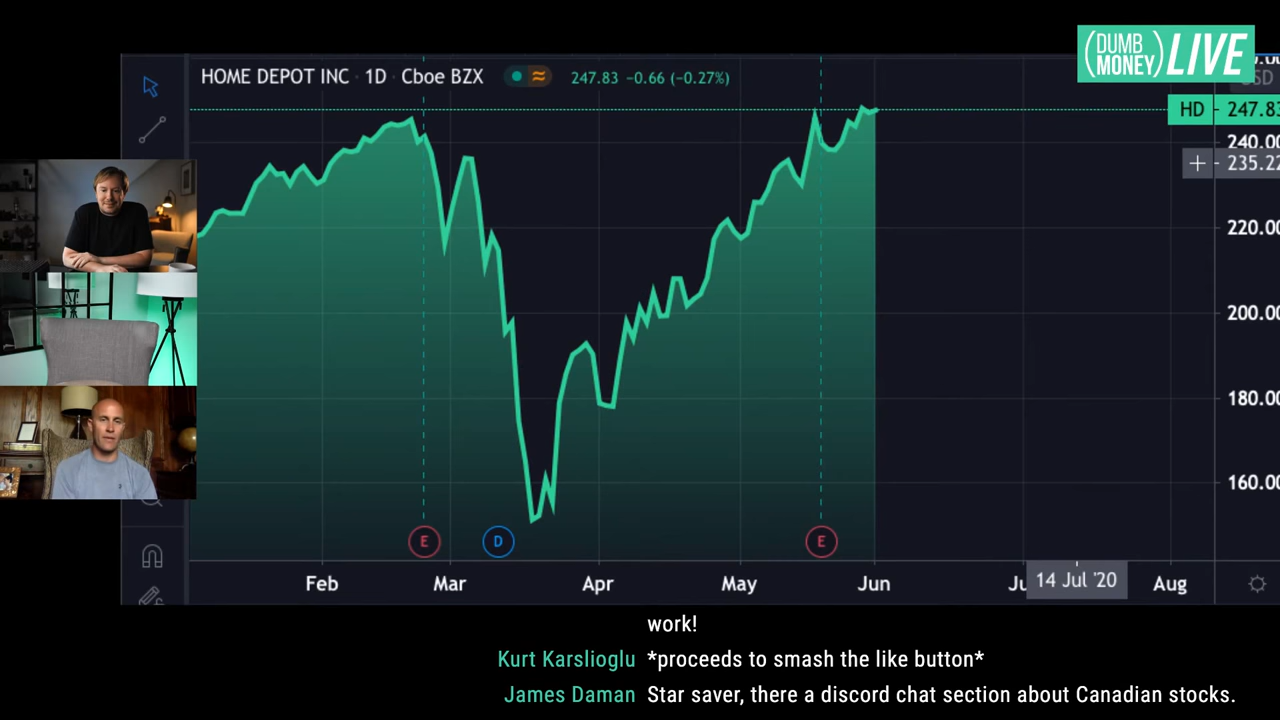 (DUMB MONEY) LIVE
HOME DEPOT INC · 1D · Cboe BZX
247.83 −0.66 (−0.27%)
USD
HD 247.83
240.00
+ 235.22
220.00
200.00
180.00
160.00
E D E
Feb Mar Apr May Jun Ju 14 Jul '20 Aug
work!
Kurt Karslioglu *proceeds to smash the like button*
James Daman Star saver, there a discord chat section about Canadian stocks.